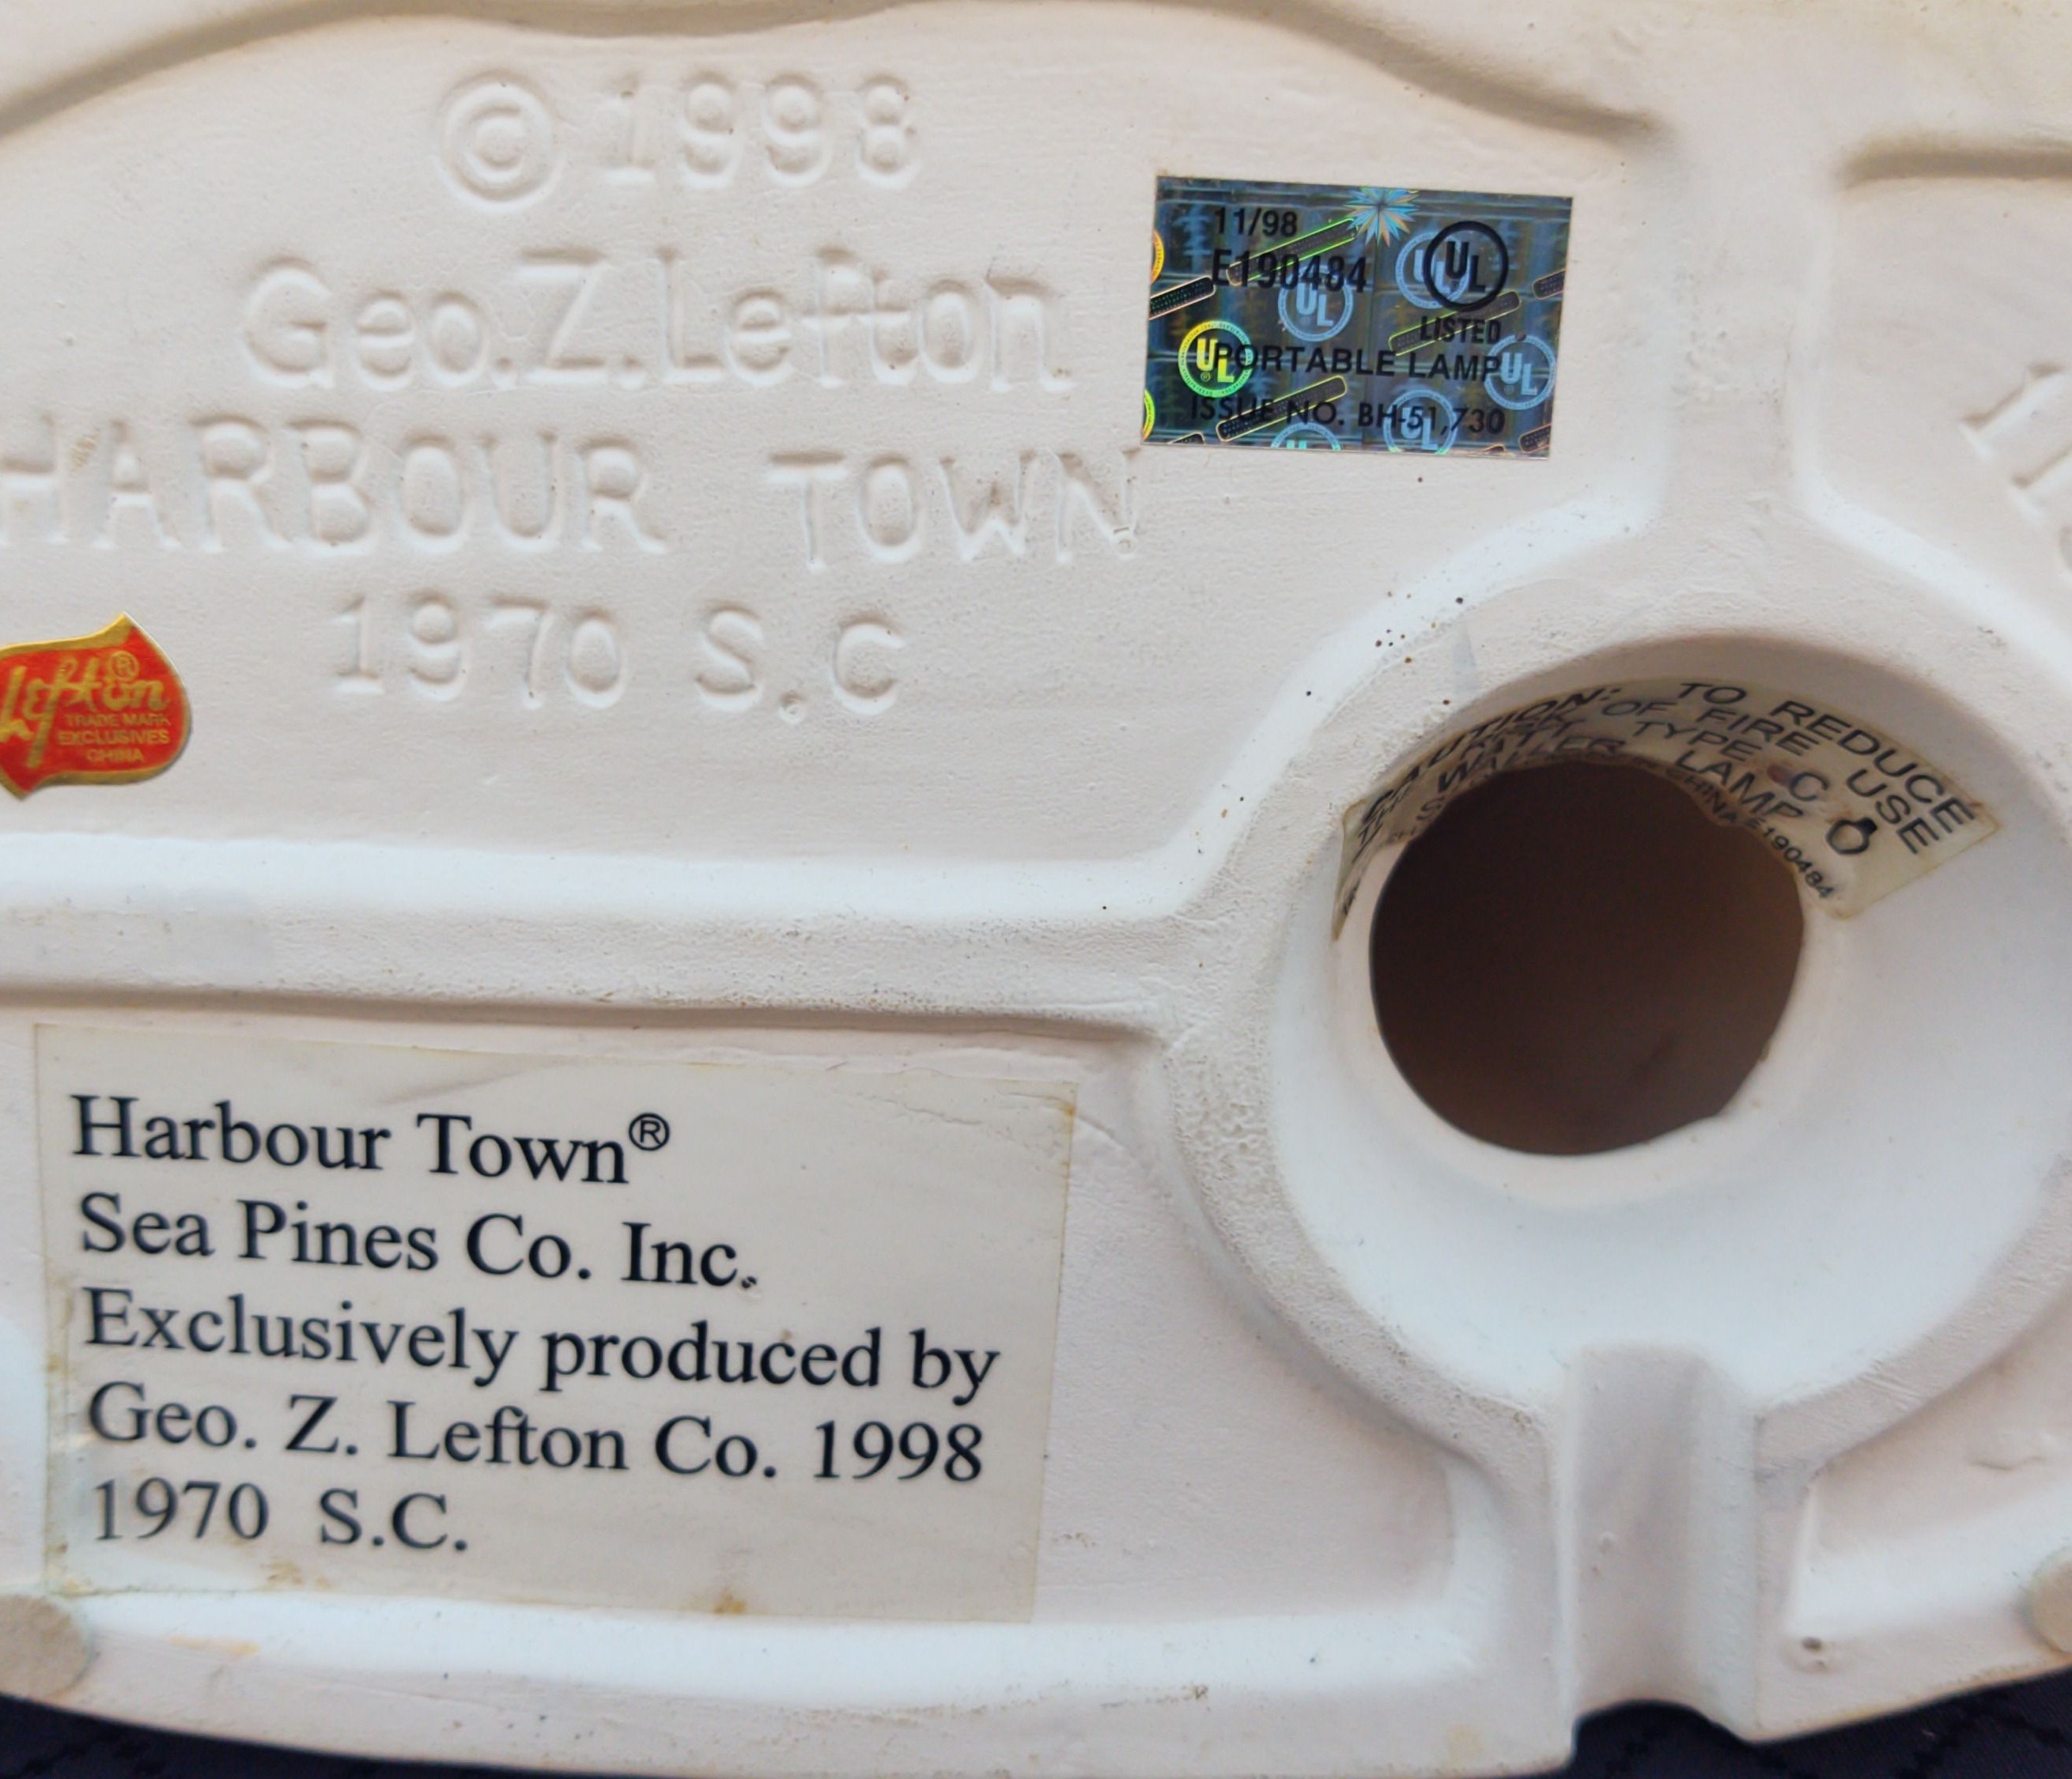 © 1998
Geo.Z.Lefton
HARBOUR TOWN
1970 S.C
11/98
E190484
UL
LISTED
PORTABLE LAMP
ISSUE NO. BH-51,730
Lefton®
TRADE MARK
EXCLUSIVES
CHINA
CAUTION: TO REDUCE
OF FIRE USE
WATT TYPE C
LAMP
CHINA E190484
Harbour Town®
Sea Pines Co. Inc.
Exclusively produced by
Geo. Z. Lefton Co. 1998
1970 S.C.